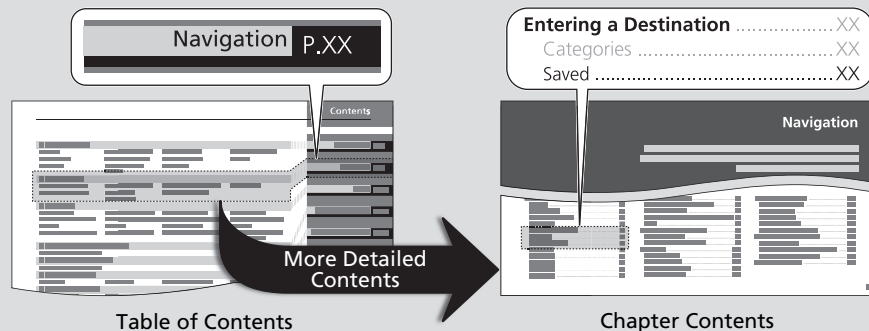 Navigation P.XX
Entering a Destination ................ XX
Categories ................................ XX
Saved ........................................ XX
Contents
Navigation
More Detailed
Contents
Table of Contents
Chapter Contents